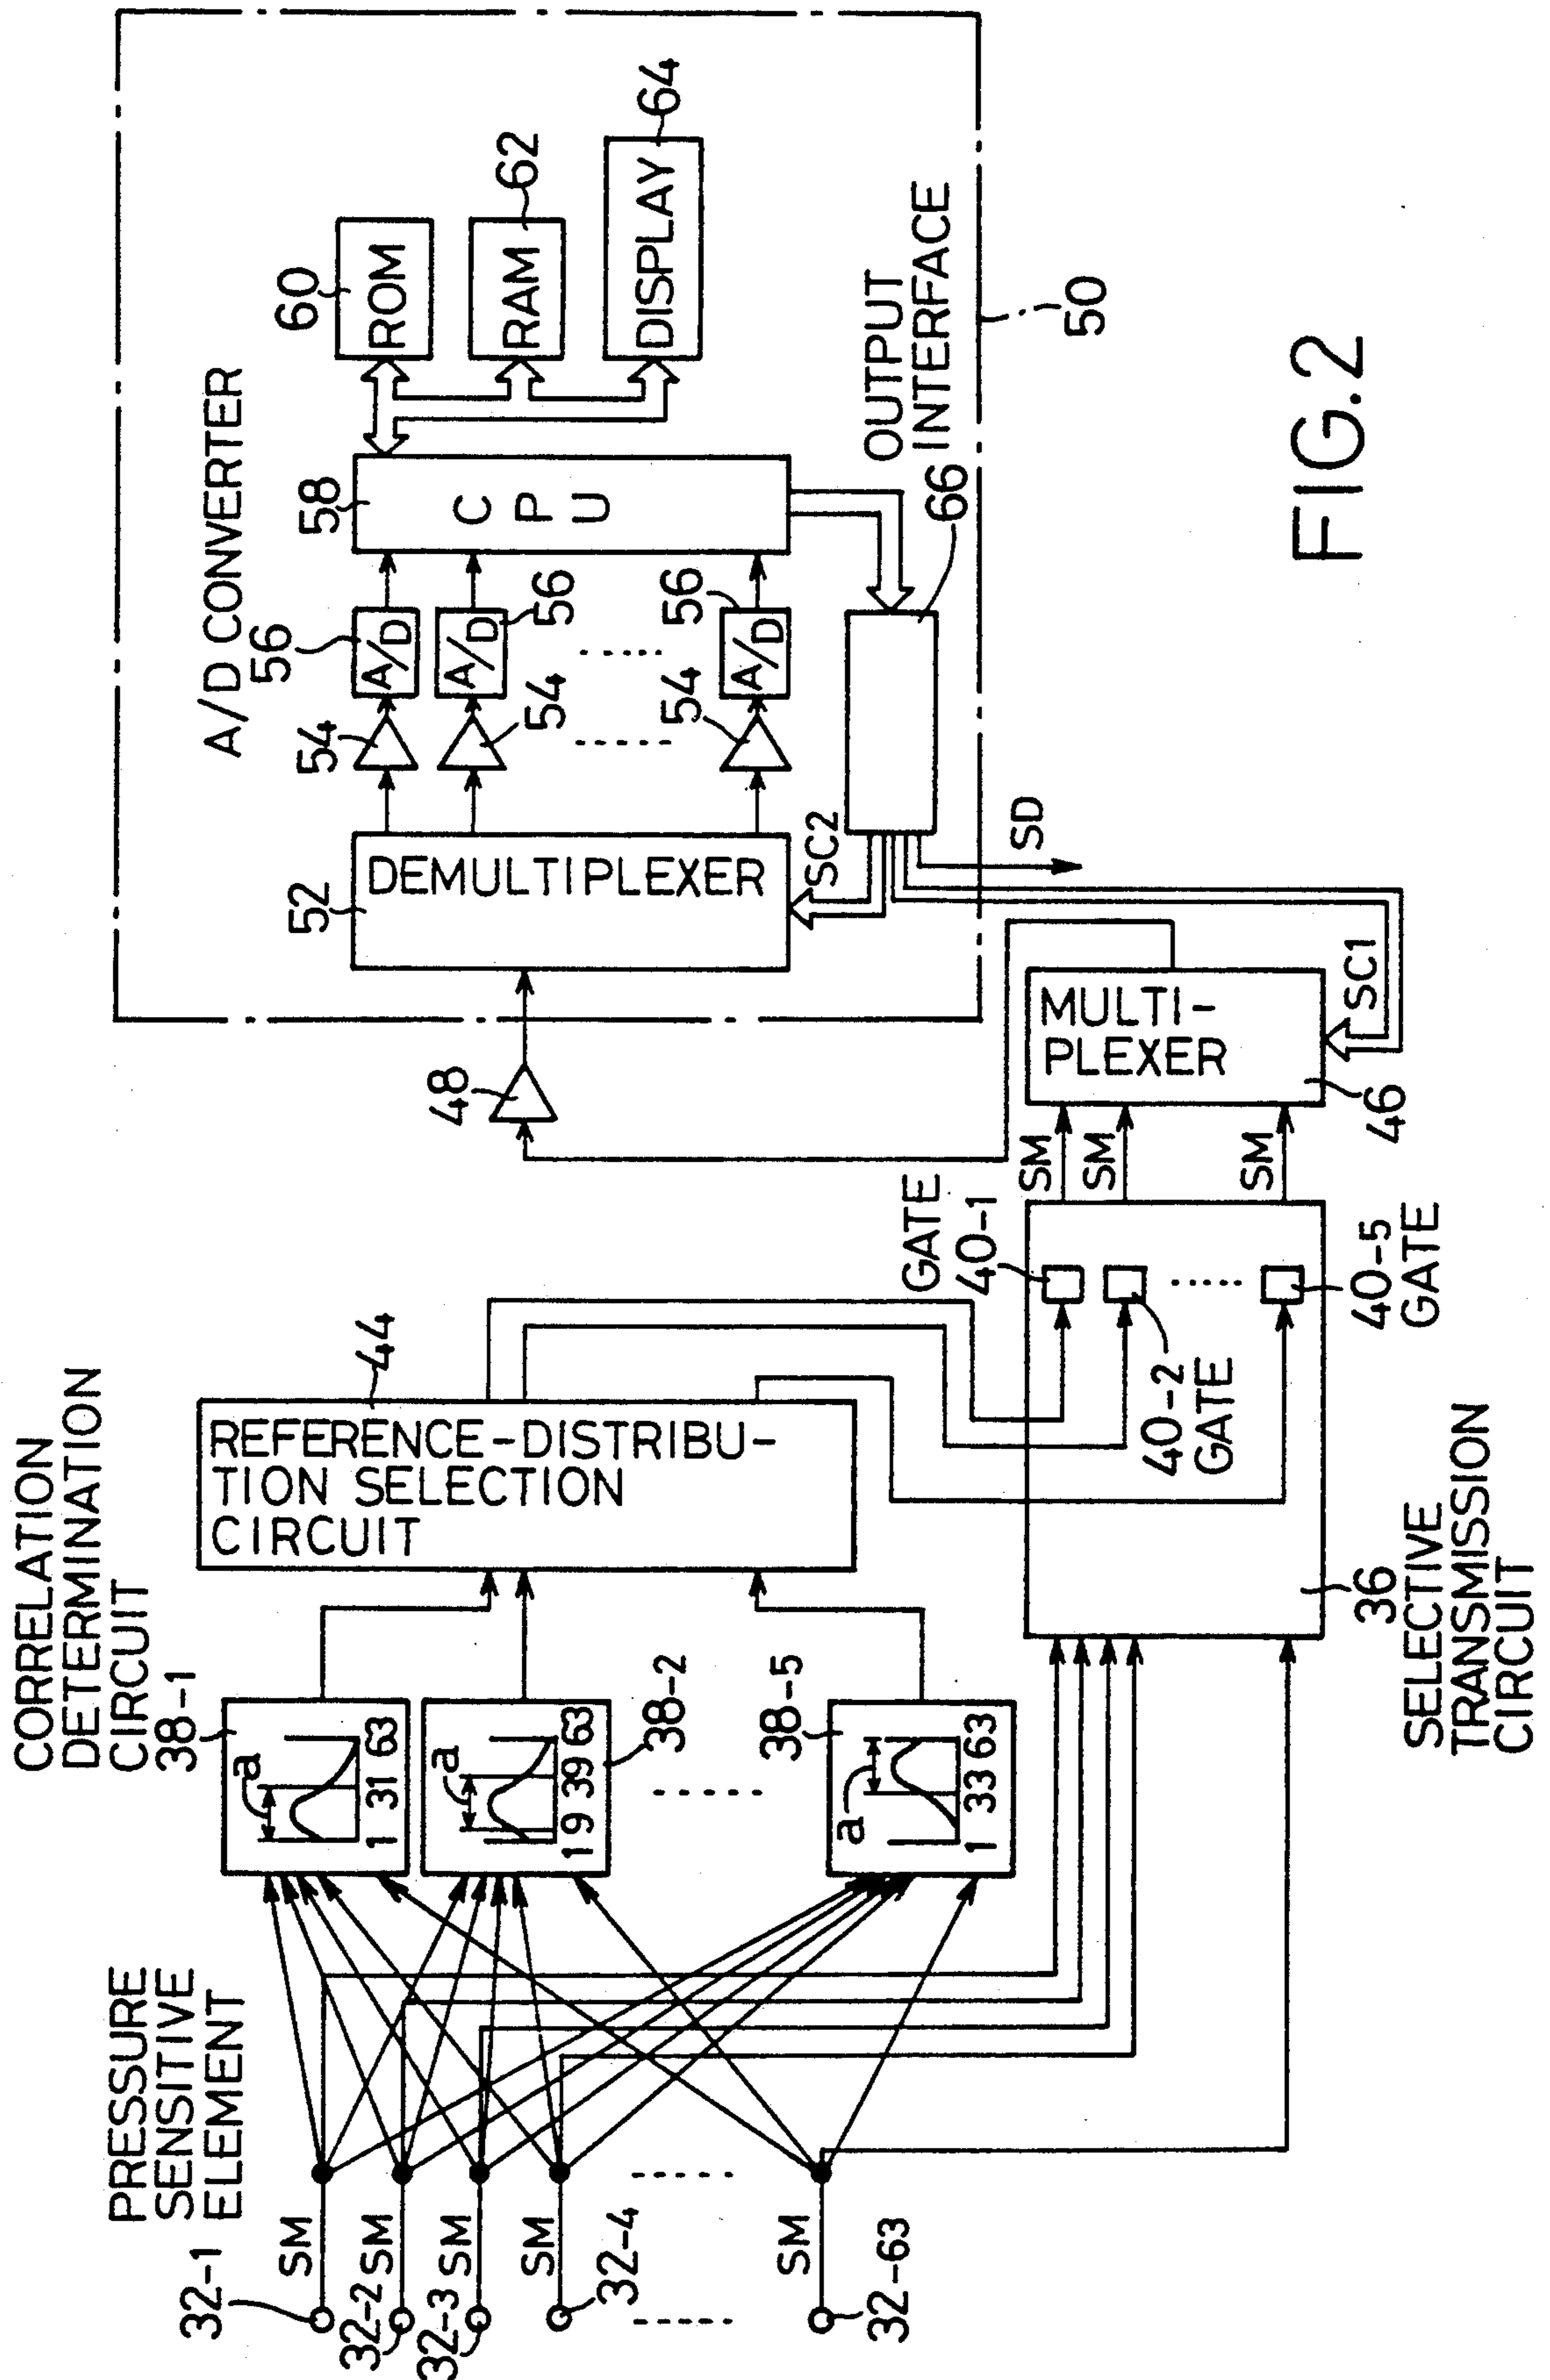 CORRELATION
DETERMINATION
CIRCUIT
38-1
a
1 31 63
a
1 9 39 63
38-2
38-5
a
1 33 63
PRESSURE
SENSITIVE
ELEMENT
32-1
SM
32-2
SM
32-3
SM
SM
32-4
SM
32-63
44
REFERENCE-DISTRIBU-
TION SELECTION
CIRCUIT
GATE
40-1
40-2
GATE
40-5
GATE
36
SELECTIVE
TRANSMISSION
CIRCUIT
SM
SM
SM
MULTI-
PLEXER
46
SC1
48
52
DEMULTIPLEXER
SC2
SD
A/D CONVERTER
54
56
A/D
54
A/D
56
54
56
A/D
58
CPU
60
ROM
62
RAM
64
DISPLAY
OUTPUT
INTERFACE
66
50
FIG.2